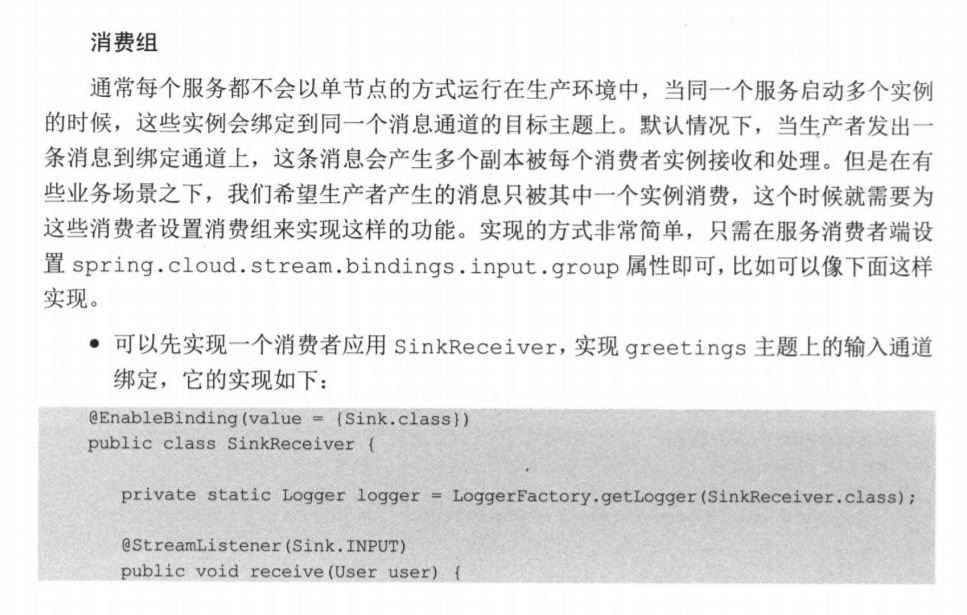 消费组
通常每个服务都不会以单节点的方式运行在生产环境中，当同一个服务启动多个实例
的时候，这些实例会绑定到同一个消息通道的目标主题上。默认情况下，当生产者发出一
条消息到绑定通道上，这条消息会产生多个副本被每个消费者实例接收和处理。但是在有
些业务场景之下，我们希望生产者产生的消息只被其中一个实例消费，这个时候就需要为
这些消费者设置消费组来实现这样的功能。实现的方式非常简单，只需在服务消费者端设
置 spring.cloud.stream.bindings.input.group 属性即可，比如可以像下面这样
实现。
● 可以先实现一个消费者应用 SinkReceiver，实现 greetings 主题上的输入通道
绑定，它的实现如下：
@EnableBinding(value = {Sink.class})
public class SinkReceiver {
private static Logger logger = LoggerFactory.getLogger(SinkReceiver.class);
@StreamListener(Sink.INPUT)
public void receive(User user) {